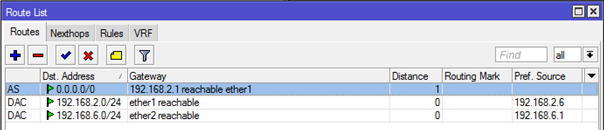 Route List
Routes Nexthops Rules VRF
Find all
Dst. Address / Gateway Distance Routing Mark Pref. Source
AS 0.0.0.0/0 192.168.2.1 reachable ether1 1
DAC 192.168.2.0/24 ether1 reachable 0 192.168.2.6
DAC 192.168.6.0/24 ether2 reachable 0 192.168.6.1